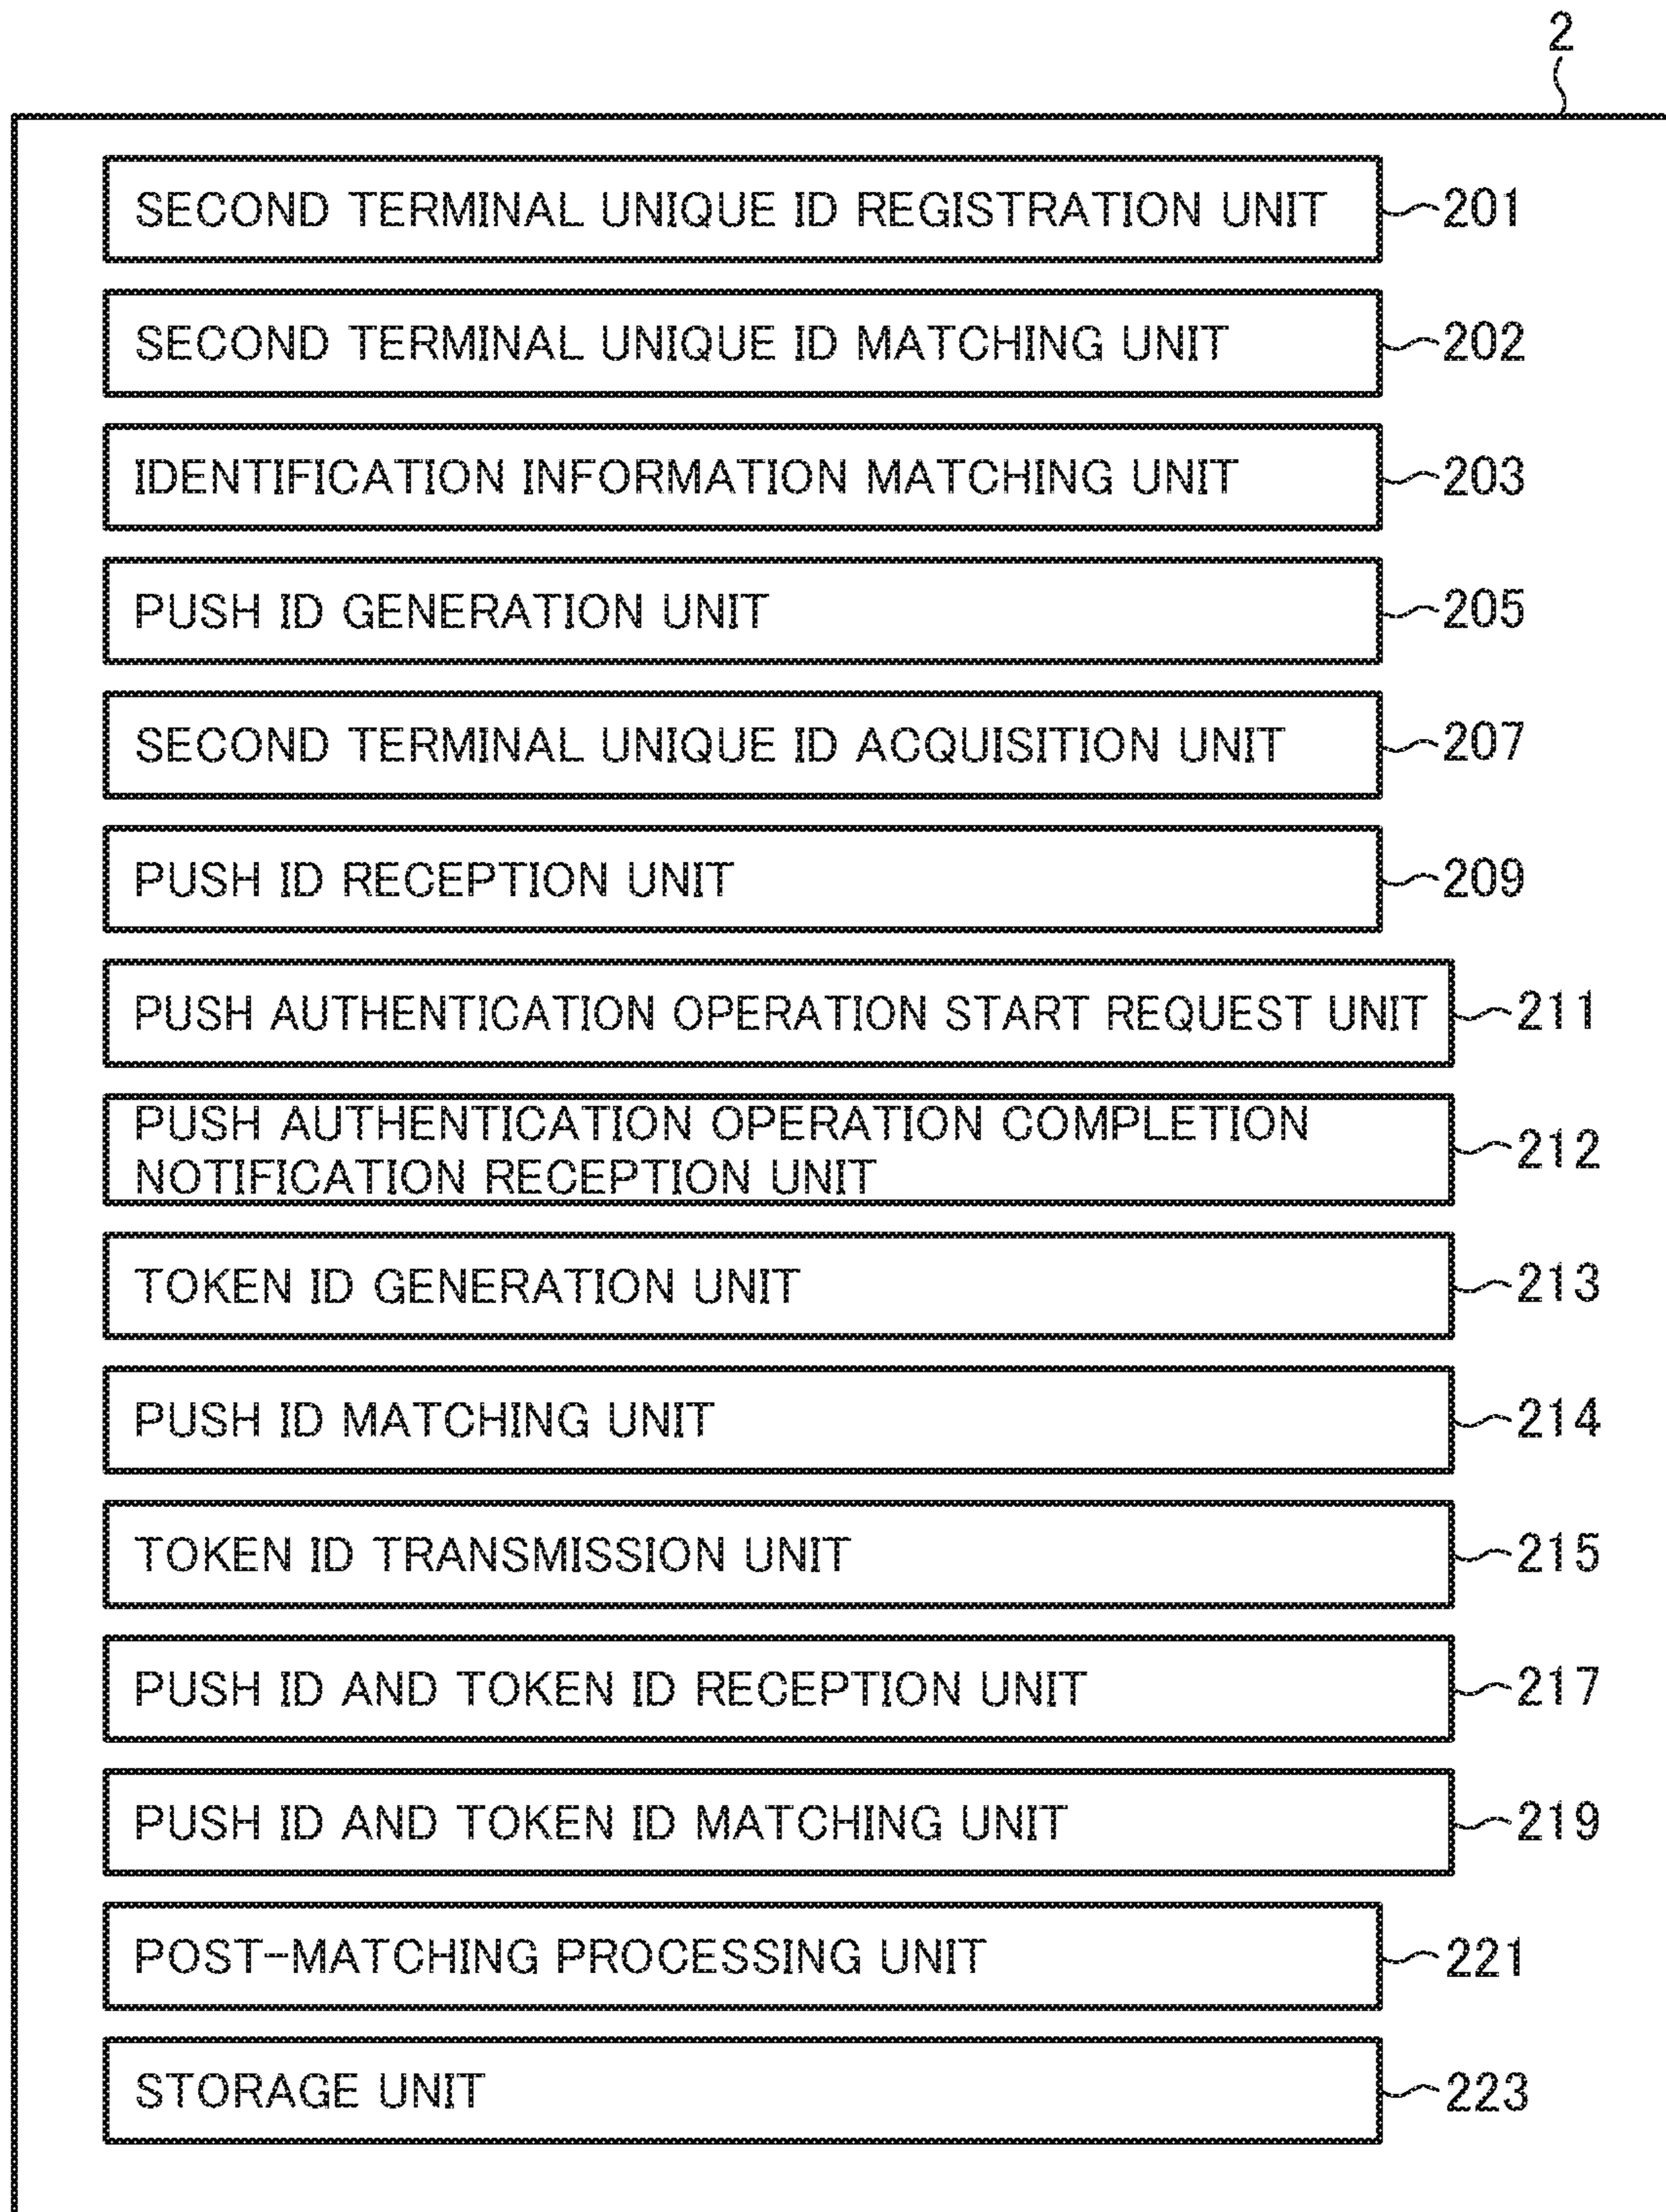 2
SECOND TERMINAL UNIQUE ID REGISTRATION UNIT 201
SECOND TERMINAL UNIQUE ID MATCHING UNIT 202
IDENTIFICATION INFORMATION MATCHING UNIT 203
PUSH ID GENERATION UNIT 205
SECOND TERMINAL UNIQUE ID ACQUISITION UNIT 207
PUSH ID RECEPTION UNIT 209
PUSH AUTHENTICATION OPERATION START REQUEST UNIT 211
PUSH AUTHENTICATION OPERATION COMPLETION
NOTIFICATION RECEPTION UNIT 212
TOKEN ID GENERATION UNIT 213
PUSH ID MATCHING UNIT 214
TOKEN ID TRANSMISSION UNIT 215
PUSH ID AND TOKEN ID RECEPTION UNIT 217
PUSH ID AND TOKEN ID MATCHING UNIT 219
POST-MATCHING PROCESSING UNIT 221
STORAGE UNIT 223